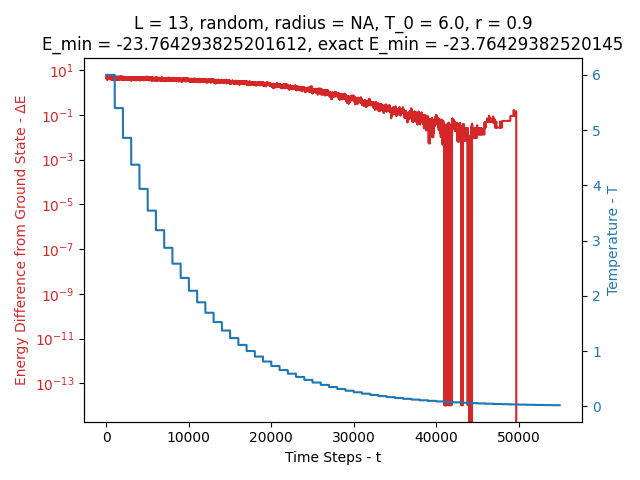 L = 13, random, radius = NA, T_0 = 6.0, r = 0.9
E_min = -23.764293825201612, exact E_min = -23.76429382520145
Energy Difference from Ground State - ΔE
10^1
10^-1
10^-3
10^-5
10^-7
10^-9
10^-11
10^-13
6
5
4
3
2
1
0
Temperature - T
0 10000 20000 30000 40000 50000
Time Steps - t